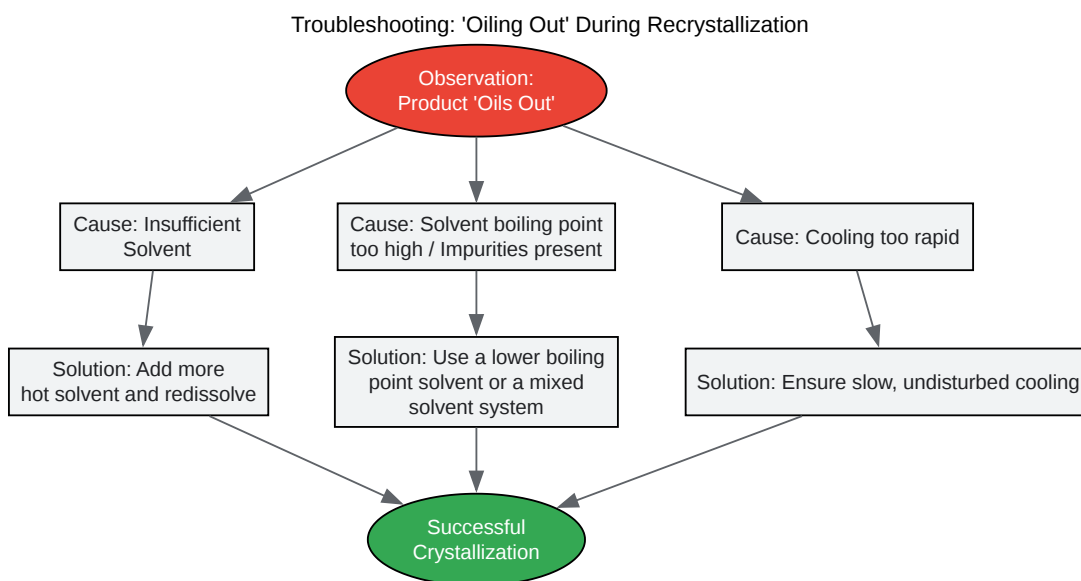 Troubleshooting: 'Oiling Out' During Recrystallization
Observation:
Product 'Oils Out'
Cause: Insufficient
Solvent
Cause: Solvent boiling point
too high / Impurities present
Cause: Cooling too rapid
Solution: Add more
hot solvent and redissolve
Solution: Use a lower boiling
point solvent or a mixed
solvent system
Solution: Ensure slow, undisturbed cooling
Successful
Crystallization